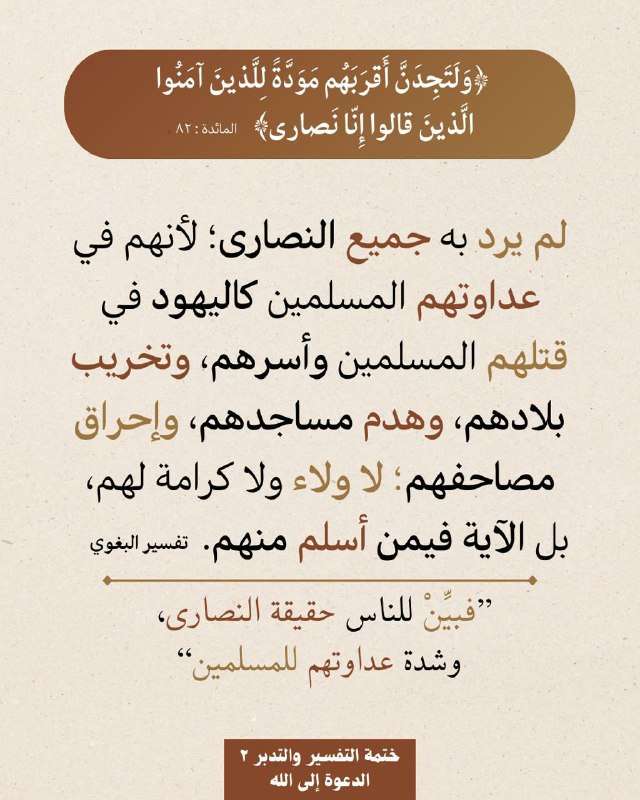 ﴿وَلَتَجِدَنَّ أَقرَبَهُم مَوَدَّةً لِلَّذينَ آمَنُوا
الَّذينَ قالوا إِنّا نَصارى﴾ المائدة : ٨٢
لم يرد به جميع النصارى؛ لأنهم في
عداوتهم المسلمين كاليهود في
قتلهم المسلمين وأسرهم، وتخريب
بلادهم، وهدم مساجدهم، وإحراق
مصاحفهم؛ لا ولاء ولا كرامة لهم،
بل الآية فيمن أسلم منهم. تفسير البغوي
”فبيِّنْ للناس حقيقة النصارى،
وشدة عداوتهم للمسلمين“
ختمة التفسير والتدبر ٢
الدعوة إلى الله